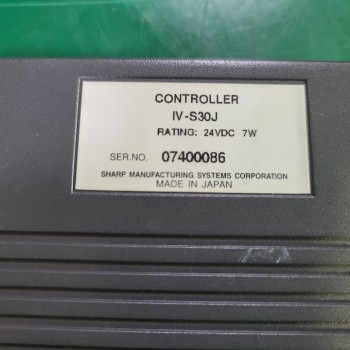 CONTROLLER
IV-S30J
RATING: 24VDC 7W
SER.NO. 07400086
SHARP MANUFACTURING SYSTEMS CORPORATION
MADE IN JAPAN